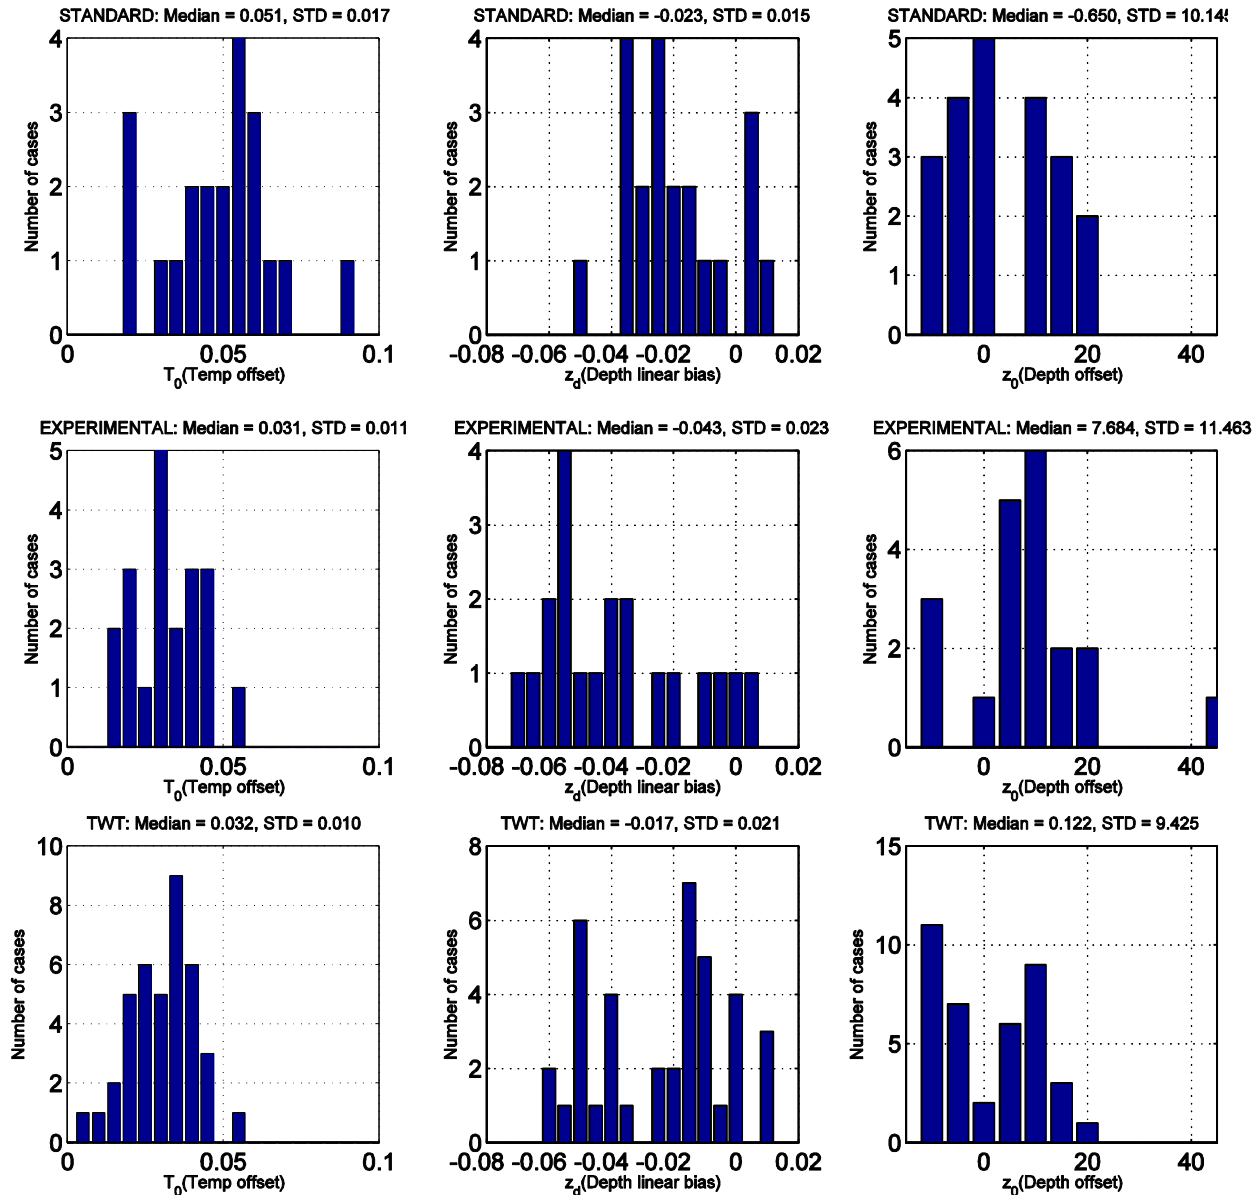 STANDARD: Median = 0.051, STD = 0.017
4
3
2
1
0
Number of cases
0 0.05 0.1
T0(Temp offset)
STANDARD: Median = -0.023, STD = 0.015
4
3
2
1
0
Number of cases
-0.08 -0.06 -0.04 -0.02 0 0.02
zd(Depth linear bias)
STANDARD: Median = -0.650, STD = 10.145
5
4
3
2
1
0
Number of cases
0 20 40
z0(Depth offset)
EXPERIMENTAL: Median = 0.031, STD = 0.011
5
4
3
2
1
0
Number of cases
0 0.05 0.1
T0(Temp offset)
EXPERIMENTAL: Median = -0.043, STD = 0.023
4
3
2
1
0
Number of cases
-0.08 -0.06 -0.04 -0.02 0 0.02
zd(Depth linear bias)
EXPERIMENTAL: Median = 7.684, STD = 11.463
6
4
2
0
Number of cases
0 20 40
z0(Depth offset)
TWT: Median = 0.032, STD = 0.010
10
8
6
4
2
0
Number of cases
0 0.05 0.1
T0(Temp offset)
TWT: Median = -0.017, STD = 0.021
8
6
4
2
0
Number of cases
-0.08 -0.06 -0.04 -0.02 0 0.02
zd(Depth linear bias)
TWT: Median = 0.122, STD = 9.425
15
10
5
0
Number of cases
0 20 40
z0(Depth offset)